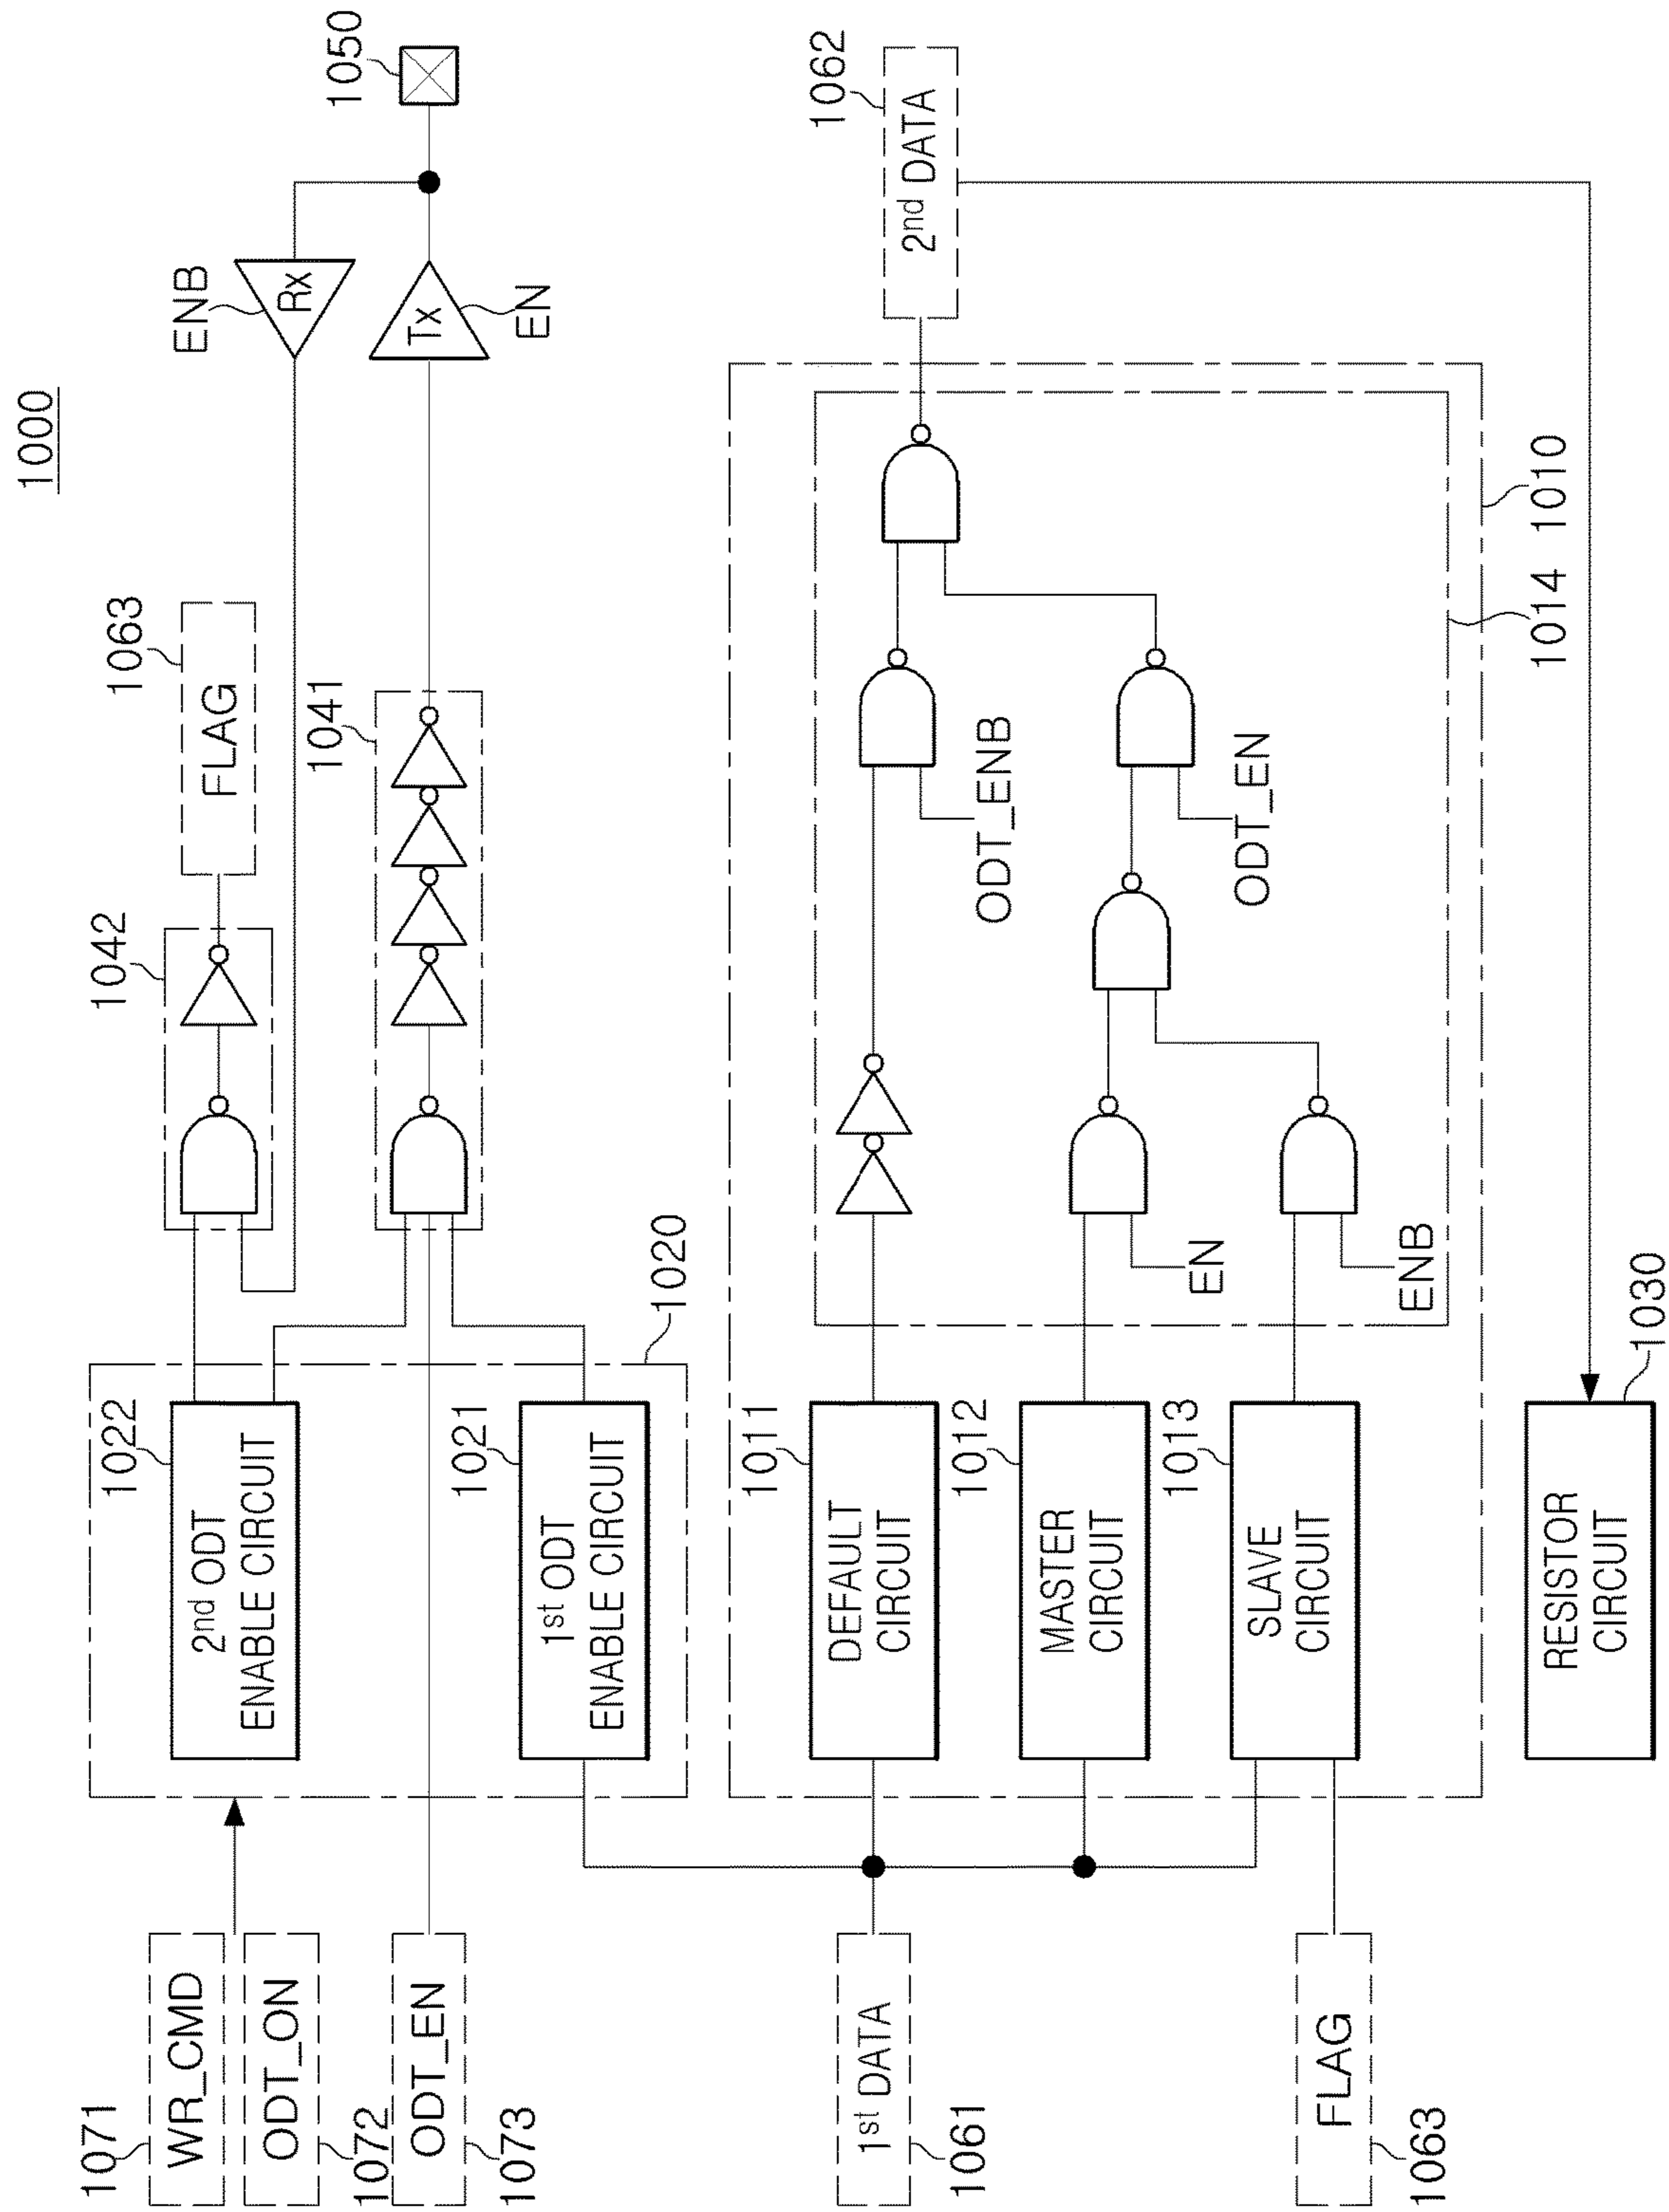 1000
1071
WR_CMD
ODT_ON
1072
ODT_EN
1073
1022
2nd ODT
ENABLE CIRCUIT
1021
1st ODT
ENABLE CIRCUIT
1020
1042
1063
FLAG
1041
ENB
Rx
Tx
EN
1050
1st DATA
1061
FLAG
1063
1011
DEFAULT
CIRCUIT
1012
MASTER
CIRCUIT
1013
SLAVE
CIRCUIT
EN
ENB
ODT_ENB
ODT_EN
1014
1010
1062
2nd DATA
RESISTOR
CIRCUIT
1030